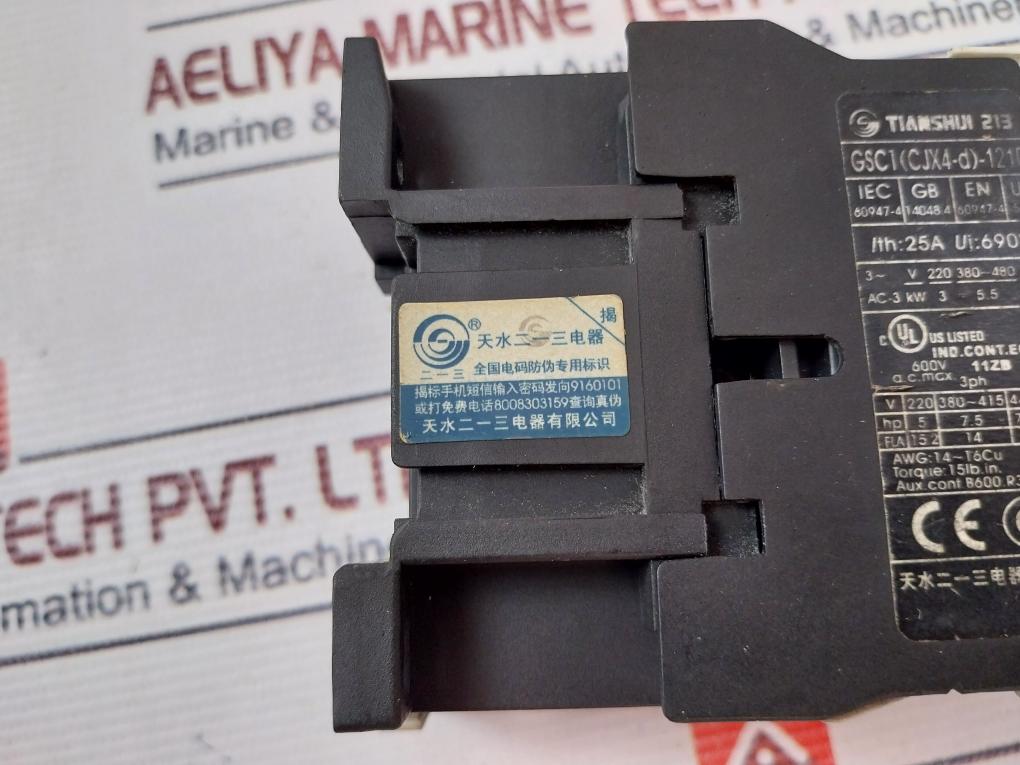 AELIYA MARINE TECH
Marine &
& Machiner
TECH PVT. LT
mation & Machin
揭
®
天水二一三电器
二一三
全国电码防伪专用标识
揭标手机短信输入密码发向9160101
或打免费电话8008303159查询真伪
天水二一三电器有限公司
TIANSHUI 213
GSC1(CJX4-d)-121
IEC GB EN
60947-4 14048.4 60947-4
Ith:25A Ui:690
3~ V 220 380~480
AC-3 kW 3 5.5
c UL US LISTED
IND.CONT.E
600V 11ZB
a.c.max 3ph
V 220 380~415 4
hp 5 7.5
FLA 15.2 14
AWG:14~16Cu
Torque:15lb.in.
Aux cont B600 R3
CE
天水二一三电器